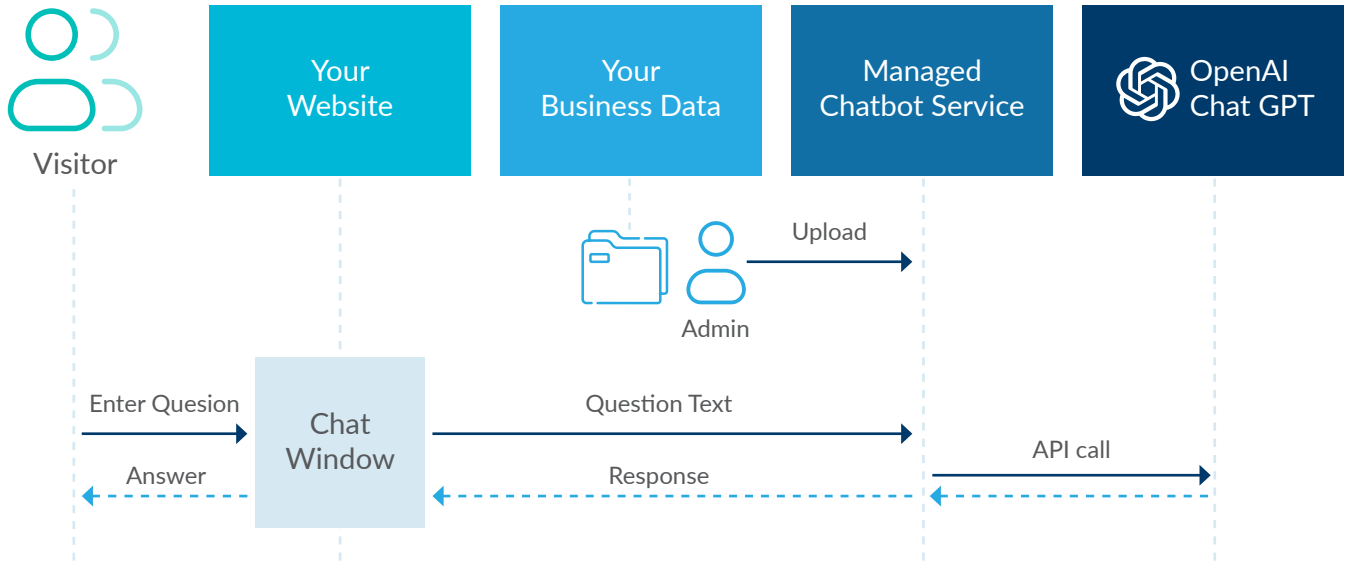 Your
Website
Your
Business Data
Managed
Chatbot Service
OpenAI
Chat GPT
Visitor
Upload
Admin
Enter Quesion
Question Text
Chat
Window
API call
Answer
Response